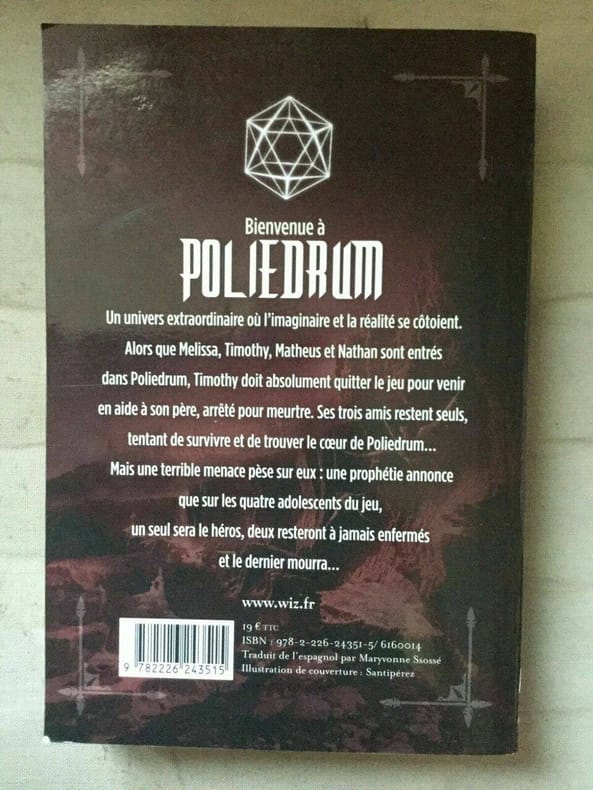 Bienvenue à
POLIEDRUM
Un univers extraordinaire où l'imaginaire et la réalité se côtoient.
Alors que Melissa, Timothy, Matheus et Nathan sont entrés
dans Poliedrum, Timothy doit absolument quitter le jeu pour venir
en aide à son père, arrêté pour meurtre. Ses trois amis restent seuls,
tentant de survivre et de trouver le cœur de Poliedrum...
Mais une terrible menace pèse sur eux : une prophétie annonce
que sur les quatre adolescents du jeu,
un seul sera le héros, deux resteront à jamais enfermés
et le dernier mourra...
www.wiz.fr
19 € TTC
ISBN : 978-2-226-24351-5/ 6160014
Traduit de l'espagnol par Maryvonne Ssossé
Illustration de couverture : Santipérez
9 782226 243515